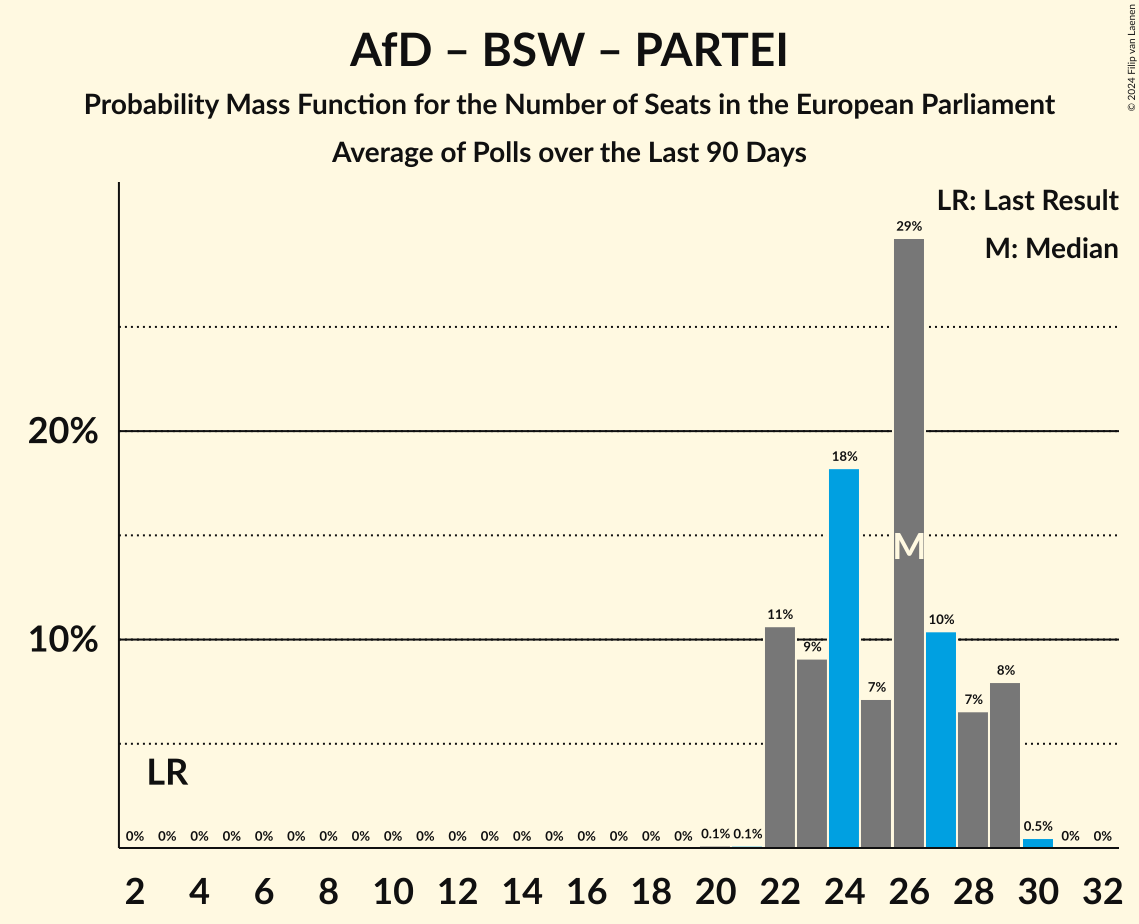 AfD – BSW – PARTEI
Probability Mass Function for the Number of Seats in the European Parliament
Average of Polls over the Last 90 Days
© 2024 Filip van Laenen
LR: Last Result
M: Median
29%
20%
18%
M
11%
10%
10%
9%
8%
7%
7%
LR
0% 0% 0% 0% 0% 0% 0% 0% 0% 0% 0% 0% 0% 0% 0% 0% 0% 0% 0.1% 0.1% 0.5% 0% 0%
2 4 6 8 10 12 14 16 18 20 22 24 26 28 30 32